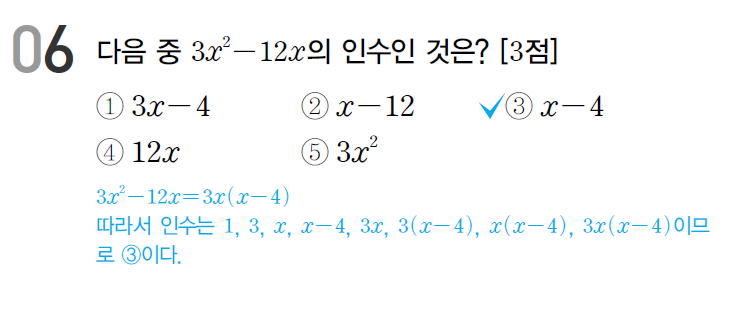 06 다음 중 3x²-12x의 인수인 것은? [3점]
① 3x-4 ② x-12 ✓③ x-4
④ 12x ⑤ 3x²
3x²-12x=3x(x-4)
따라서 인수는 1, 3, x, x-4, 3x, 3(x-4), x(x-4), 3x(x-4)이므
로 ③이다.